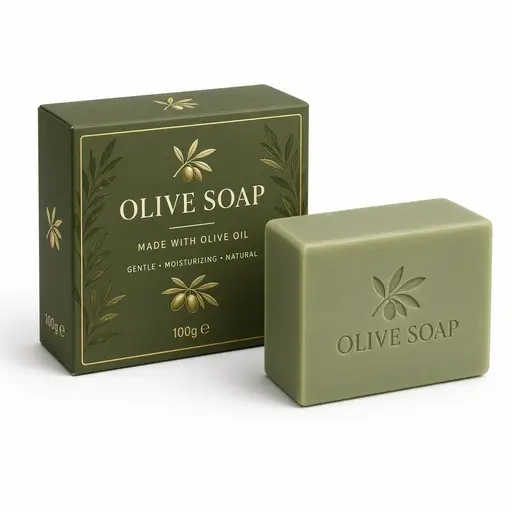 OLIVE SOAP
MADE WITH OLIVE OIL
GENTLE • MOISTURIZING • NATURAL
100g ℮
100g ℮
OLIVE SOAP